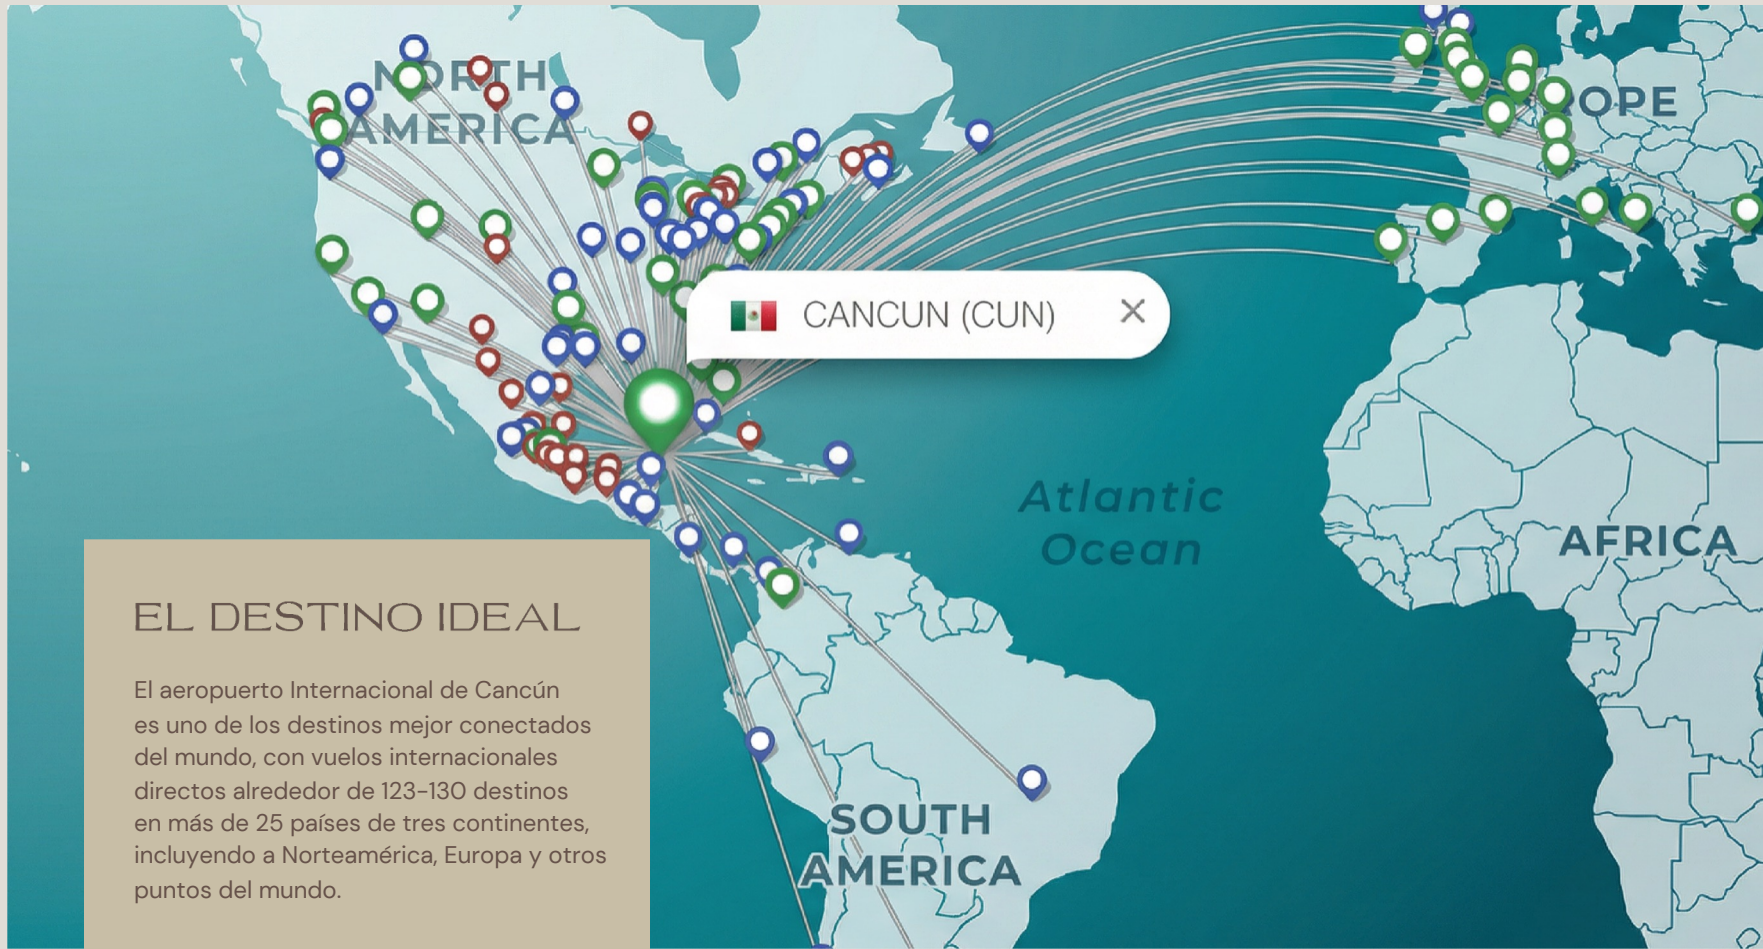 NORTH
AMERICA
OPE
CANCUN (CUN)
Atlantic
Ocean
AFRICA
EL DESTINO IDEAL
El aeropuerto Internacional de Cancún
es uno de los destinos mejor conectados
del mundo, con vuelos internacionales
directos alrededor de 123-130 destinos
en más de 25 países de tres continentes,
incluyendo a Norteamérica, Europa y otros
puntos del mundo.
SOUTH
AMERICA